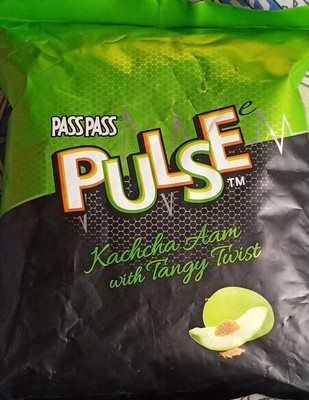 PASS PASS
PULSE
TM
Kachcha Aam
with Tangy Twist